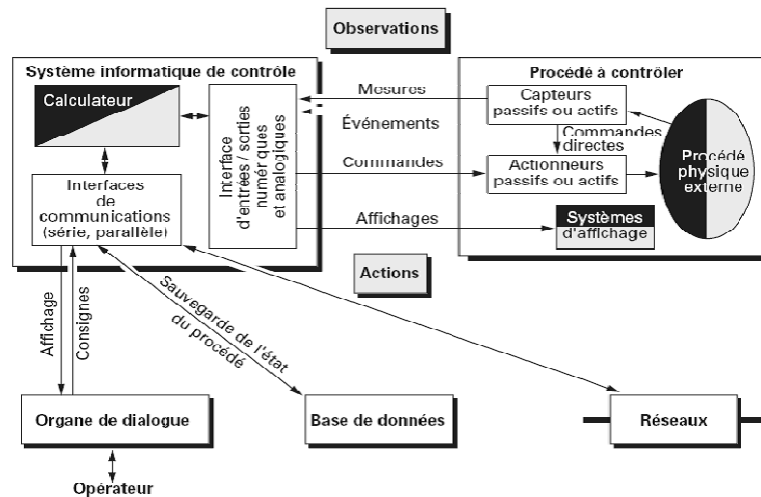 Observations
Système informatique de contrôle
Calculateur
Interface
d'entrées / sorties
numériques
et analogiques
Interfaces
de
communications
(série, parallèle)
Mesures
Événements
Commandes
Affichages
Procédé à contrôler
Capteurs
passifs ou actifs
Commandes
directes
Actionneurs
passifs ou actifs
Procédé
physique
externe
Systèmes
d'affichage
Actions
Affichage
Consignes
Sauvegarde de l'état
du procédé
Organe de dialogue
Base de données
Réseaux
Opérateur